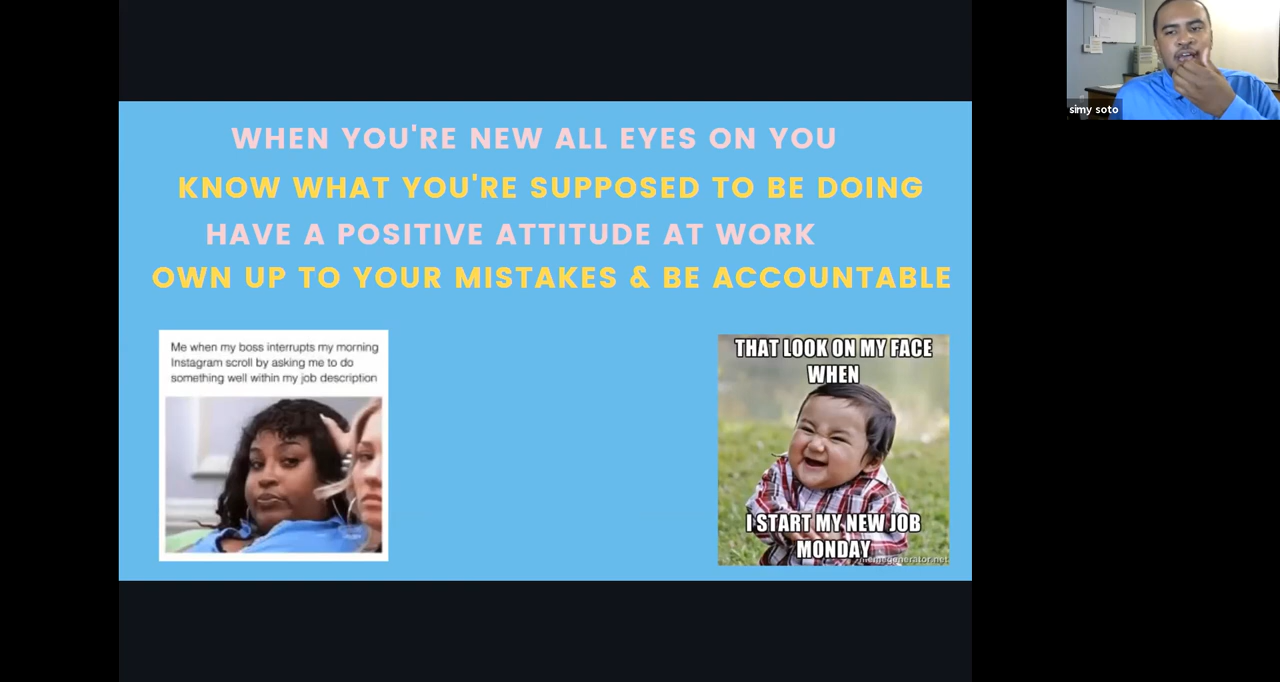 WHEN YOU'RE NEW ALL EYES ON YOU
KNOW WHAT YOU'RE SUPPOSED TO BE DOING
HAVE A POSITIVE ATTITUDE AT WORK
OWN UP TO YOUR MISTAKES & BE ACCOUNTABLE
Me when my boss interrupts my morning
Instagram scroll by asking me to do
something well within my job description
THAT LOOK ON MY FACE
WHEN
I START MY NEW JOB
MONDAY
memegenerator.net
simy soto